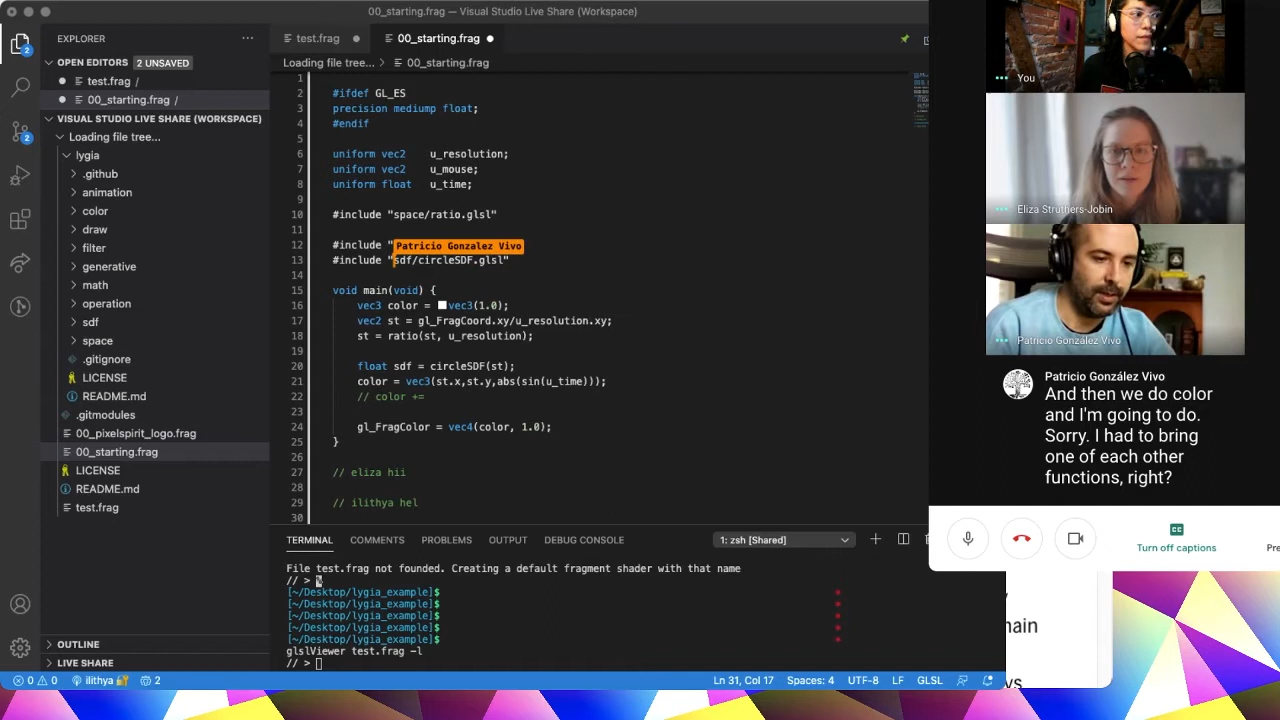 00_starting.frag — Visual Studio Live Share (Workspace)
EXPLORER
OPEN EDITORS 2 UNSAVED
test.frag /
00_starting.frag /
VISUAL STUDIO LIVE SHARE (WORKSPACE)
Loading file tree...
lygia
.github
animation
color
draw
filter
generative
math
operation
sdf
space
.gitignore
LICENSE
README.md
.gitmodules
00_pixelspirit_logo.frag
00_starting.frag
LICENSE
README.md
test.frag
OUTLINE
LIVE SHARE
2
2
test.frag
00_starting.frag
Loading file tree... > 00_starting.frag
1
2 #ifdef GL_ES
3 precision mediump float;
4 #endif
5
6 uniform vec2 u_resolution;
7 uniform vec2 u_mouse;
8 uniform float u_time;
9
10 #include "space/ratio.glsl"
11
12 #include "
Patricio Gonzalez Vivo
13 #include "sdf/circleSDF.glsl"
14
15 void main(void) {
16 vec3 color = vec3(1.0);
17 vec2 st = gl_FragCoord.xy/u_resolution.xy;
18 st = ratio(st, u_resolution);
19
20 float sdf = circleSDF(st);
21 color = vec3(st.x,st.y,abs(sin(u_time)));
22 // color +=
23
24 gl_FragColor = vec4(color, 1.0);
25 }
26
27 // eliza hii
28
29 // ilithya hel
30
TERMINAL COMMENTS PROBLEMS OUTPUT DEBUG CONSOLE
1: zsh [Shared]
File test.frag not founded. Creating a default fragment shader with that name
// > %
[~/Desktop/lygia_example]$
[~/Desktop/lygia_example]$
[~/Desktop/lygia_example]$
[~/Desktop/lygia_example]$
[~/Desktop/lygia_example]$
glslViewer test.frag -l
// >
0 0 ilithya 2
Ln 31, Col 17 Spaces: 4 UTF-8 LF GLSL
You
Eliza Struthers-Jobin
Patricio González Vivo
Patricio González Vivo
And then we do color
and I'm going to do.
Sorry. I had to bring
one of each other
functions, right?
CC
Turn off captions
Pre